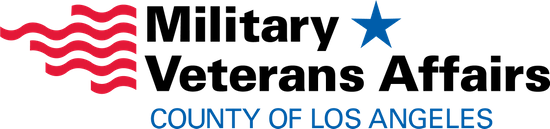 Military
Veterans Affairs
COUNTY OF LOS ANGELES